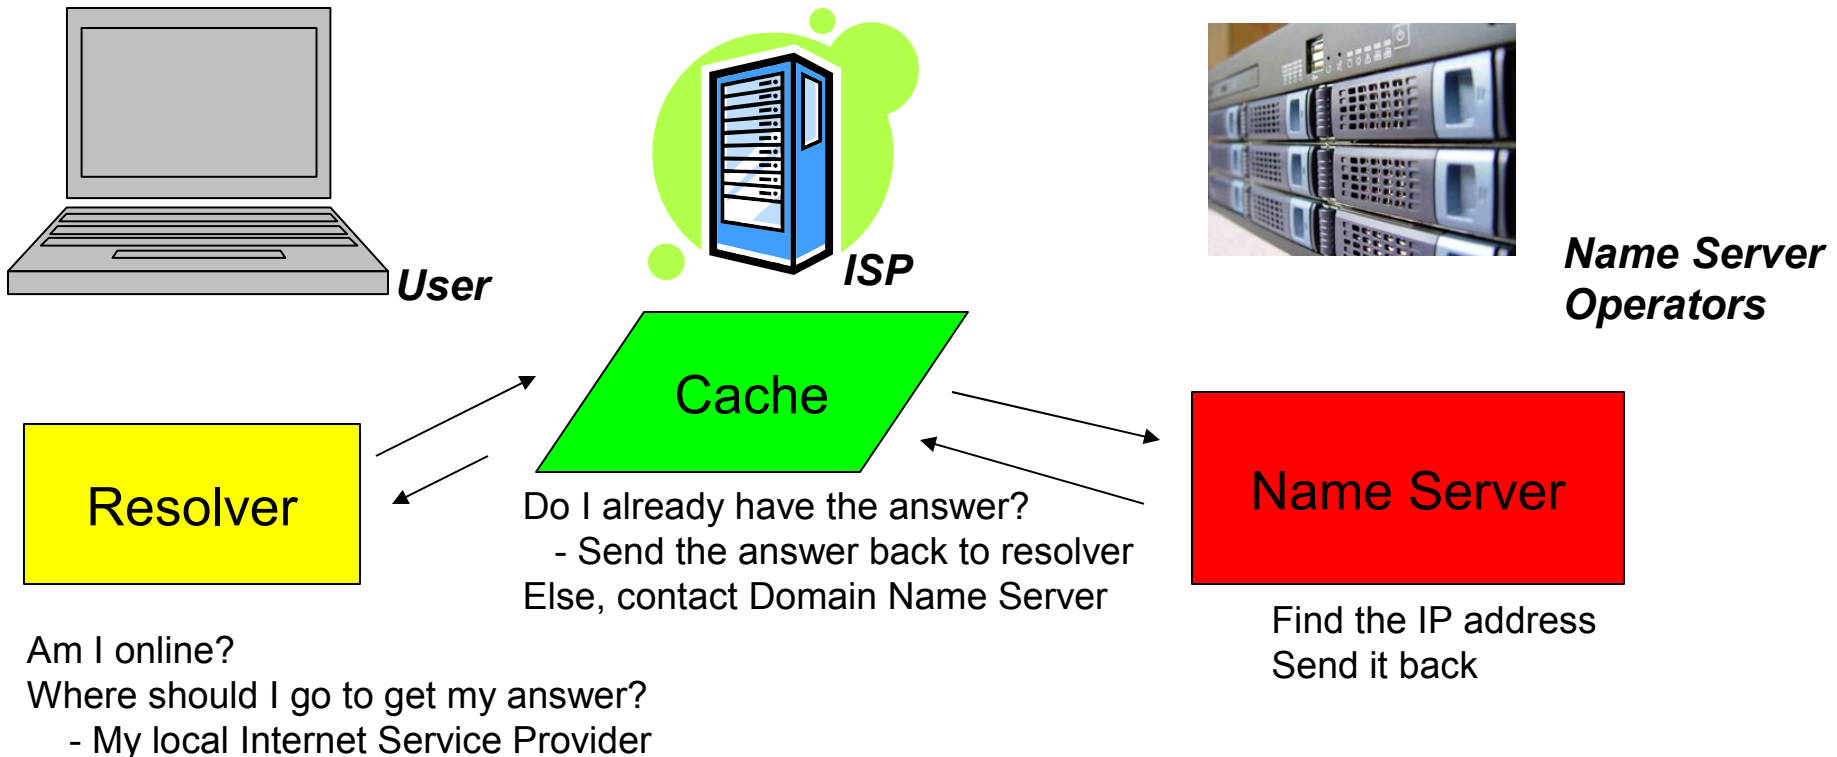 User
ISP
Name Server
Operators
Resolver
Cache
Name Server
Am I online?
Where should I go to get my answer?
- My local Internet Service Provider
Do I already have the answer?
- Send the answer back to resolver
Else, contact Domain Name Server
Find the IP address
Send it back